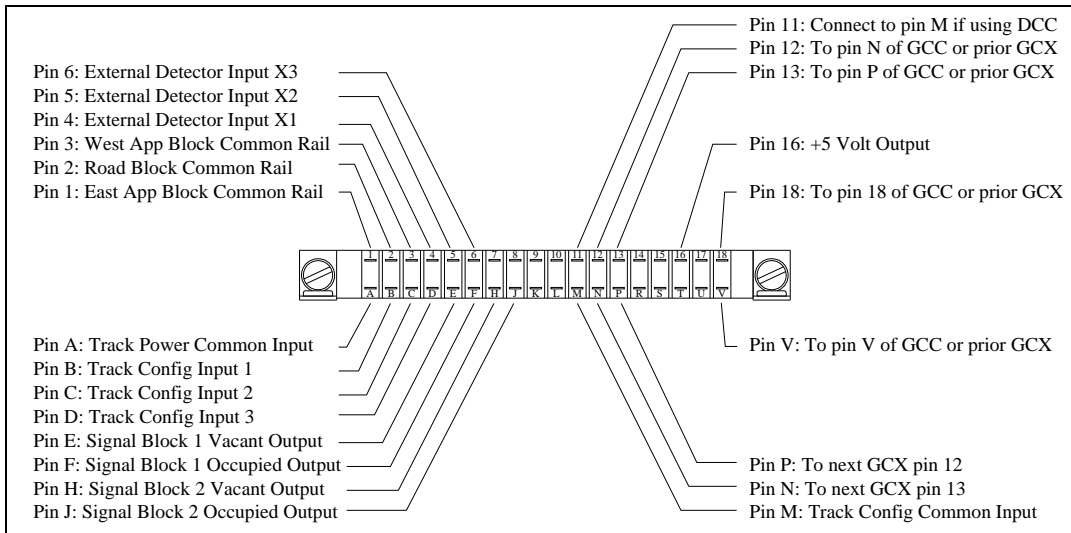 Pin 11: Connect to pin M if using DCC
Pin 12: To pin N of GCC or prior GCX
Pin 13: To pin P of GCC or prior GCX
Pin 6: External Detector Input X3
Pin 5: External Detector Input X2
Pin 4: External Detector Input X1
Pin 3: West App Block Common Rail
Pin 2: Road Block Common Rail
Pin 1: East App Block Common Rail
Pin 16: +5 Volt Output
Pin 18: To pin 18 of GCC or prior GCX
1 2 3 4 5 6 7 8 9 10 11 12 13 14 15 16 17 18
A B C D E F H J K L M N P R S T U V
Pin A: Track Power Common Input
Pin B: Track Config Input 1
Pin C: Track Config Input 2
Pin D: Track Config Input 3
Pin E: Signal Block 1 Vacant Output
Pin F: Signal Block 1 Occupied Output
Pin H: Signal Block 2 Vacant Output
Pin J: Signal Block 2 Occupied Output
Pin V: To pin V of GCC or prior GCX
Pin P: To next GCX pin 12
Pin N: To next GCX pin 13
Pin M: Track Config Common Input